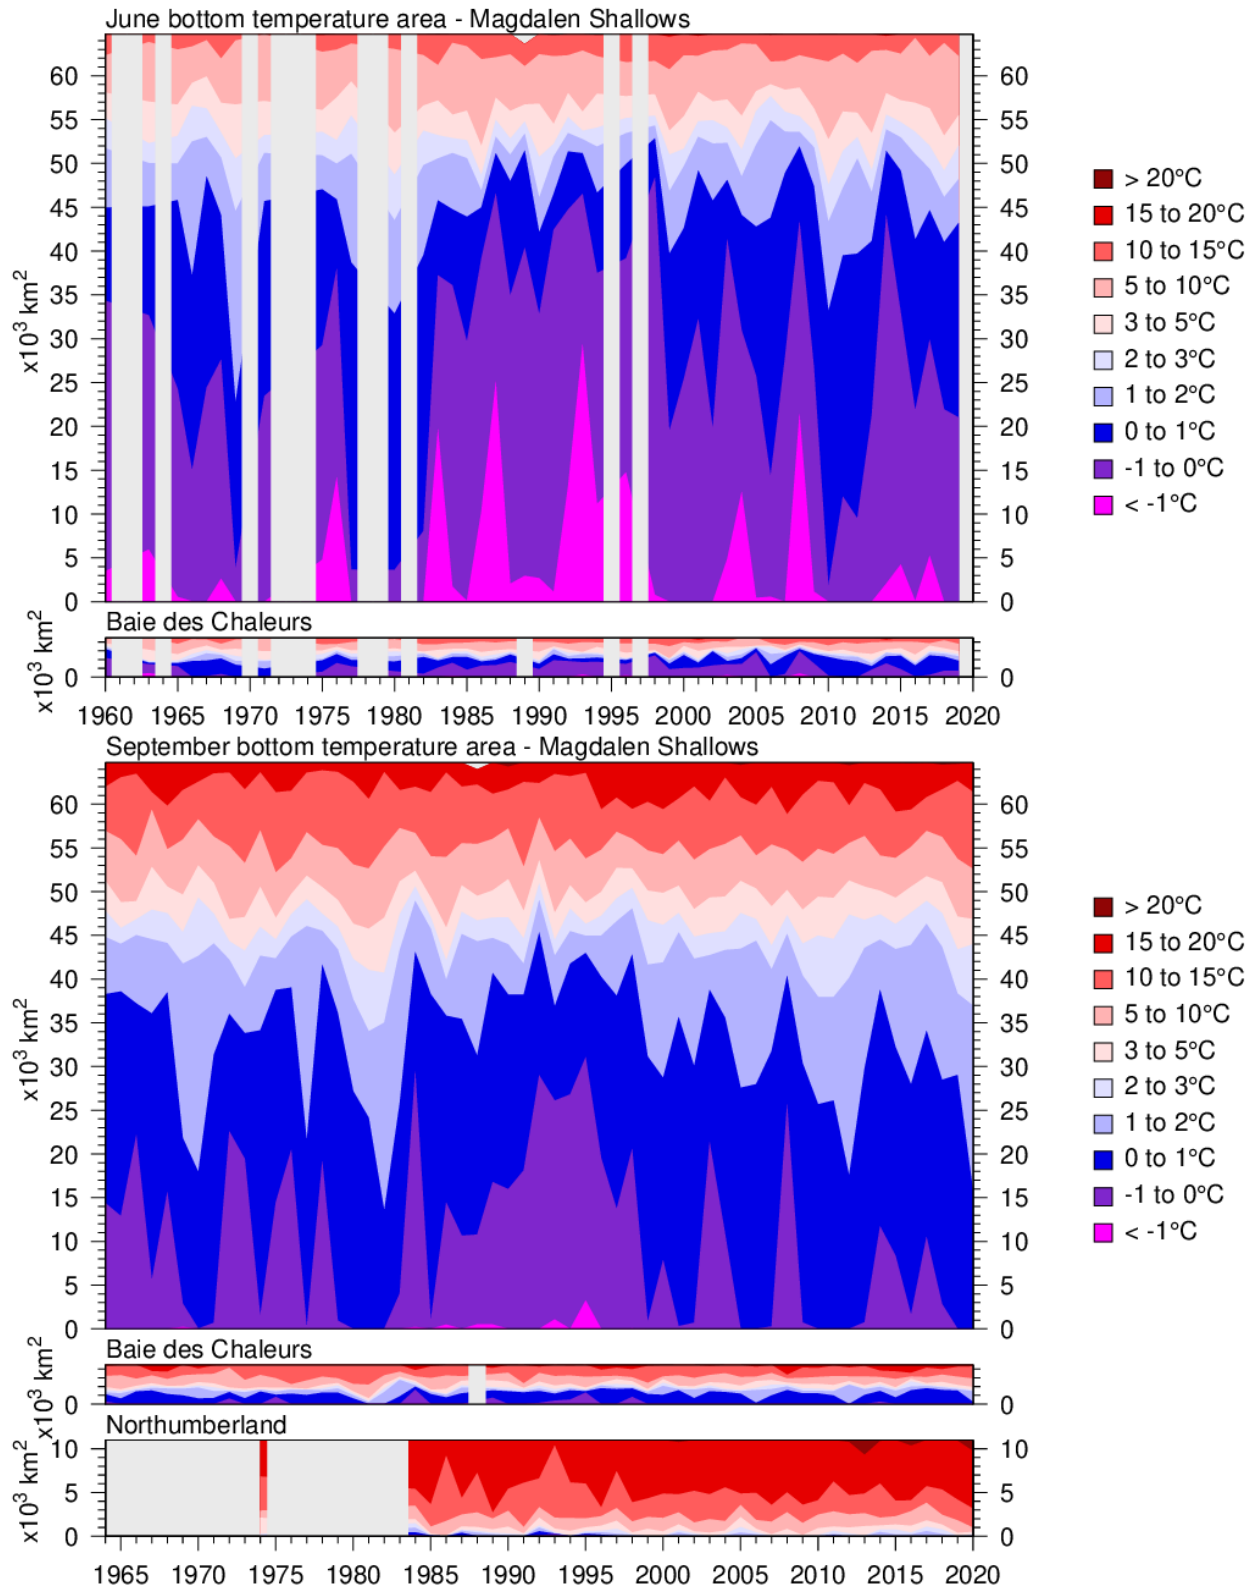 June bottom temperature area - Magdalen Shallows
60 60
55 55
50 50
45 45
40 40
35 35
30 30
25 25
20 20
15 15
10 10
5 5
0 0
x10³ km²
> 20°C
15 to 20°C
10 to 15°C
5 to 10°C
3 to 5°C
2 to 3°C
1 to 2°C
0 to 1°C
-1 to 0°C
< -1°C
Baie des Chaleurs
x10³ km²
0 0
1960 1965 1970 1975 1980 1985 1990 1995 2000 2005 2010 2015 2020
September bottom temperature area - Magdalen Shallows
60 60
55 55
50 50
45 45
40 40
35 35
30 30
25 25
20 20
15 15
10 10
5 5
0 0
x10³ km²
> 20°C
15 to 20°C
10 to 15°C
5 to 10°C
3 to 5°C
2 to 3°C
1 to 2°C
0 to 1°C
-1 to 0°C
< -1°C
Baie des Chaleurs
x10³ km²
0 0
Northumberland
x10³ km²
10 10
5 5
0 0
1965 1970 1975 1980 1985 1990 1995 2000 2005 2010 2015 2020